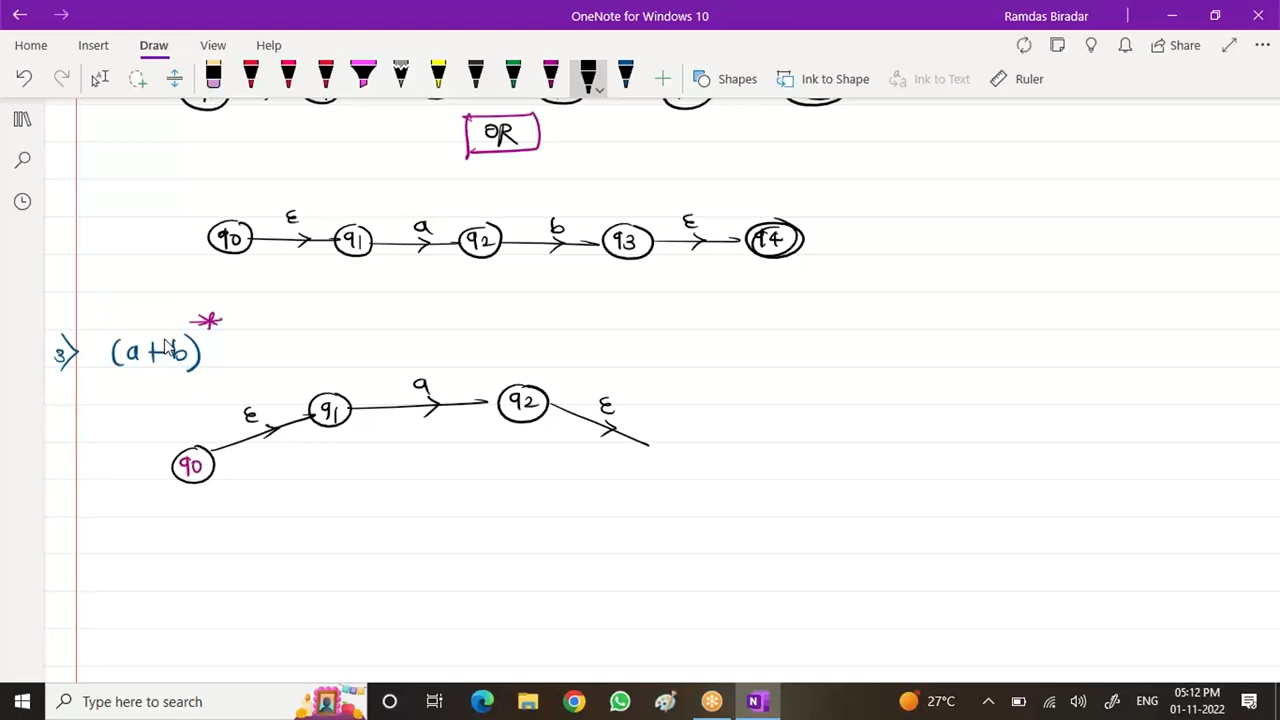 OneNote for Windows 10
Ramdas Biradar
Home Insert Draw View Help
Share
Shapes Ink to Shape Ink to Text Ruler
OR
ε a b ε
q0 q1 q2 q3 q4
*
3> (a+b)
a
ε q1 q2 ε
q0
Type here to search
27°C ENG 05:12 PM
01-11-2022